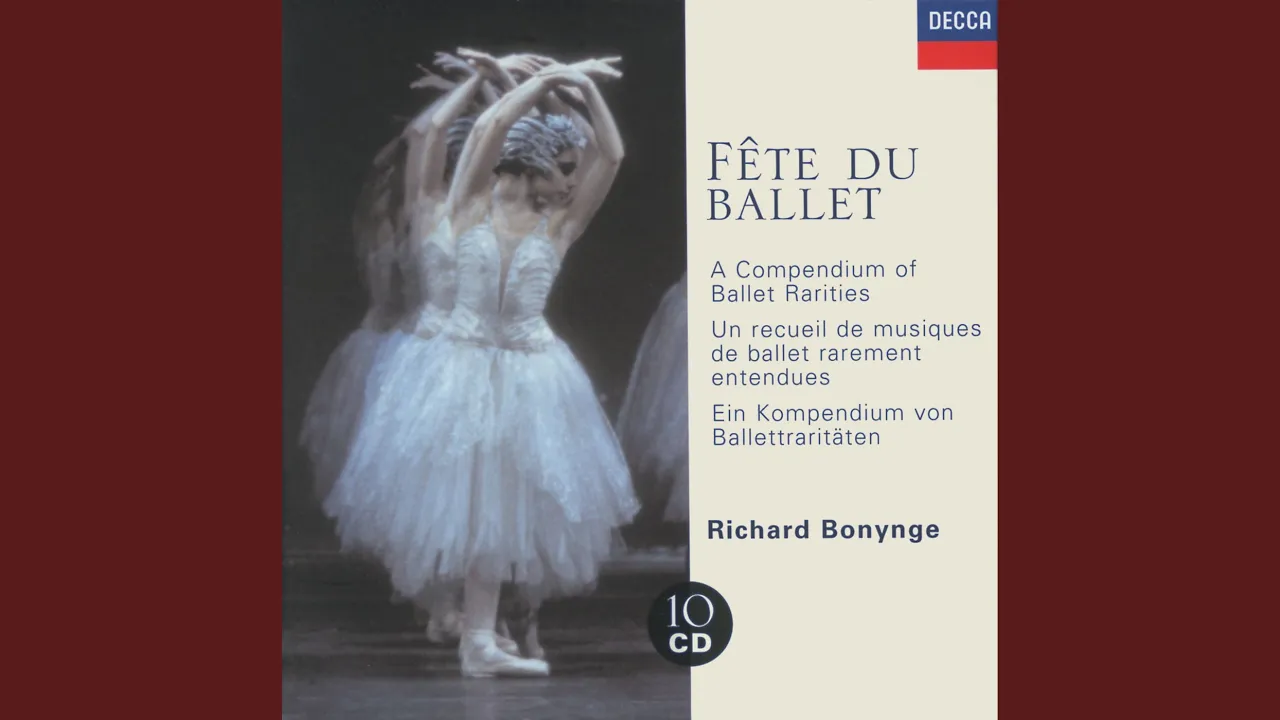 DECCA
FÊTE DU
BALLET
A Compendium of
Ballet Rarities
Un recueil de musiques
de ballet rarement
entendues
Ein Kompendium von
Ballettraritäten
Richard Bonynge
10
CD